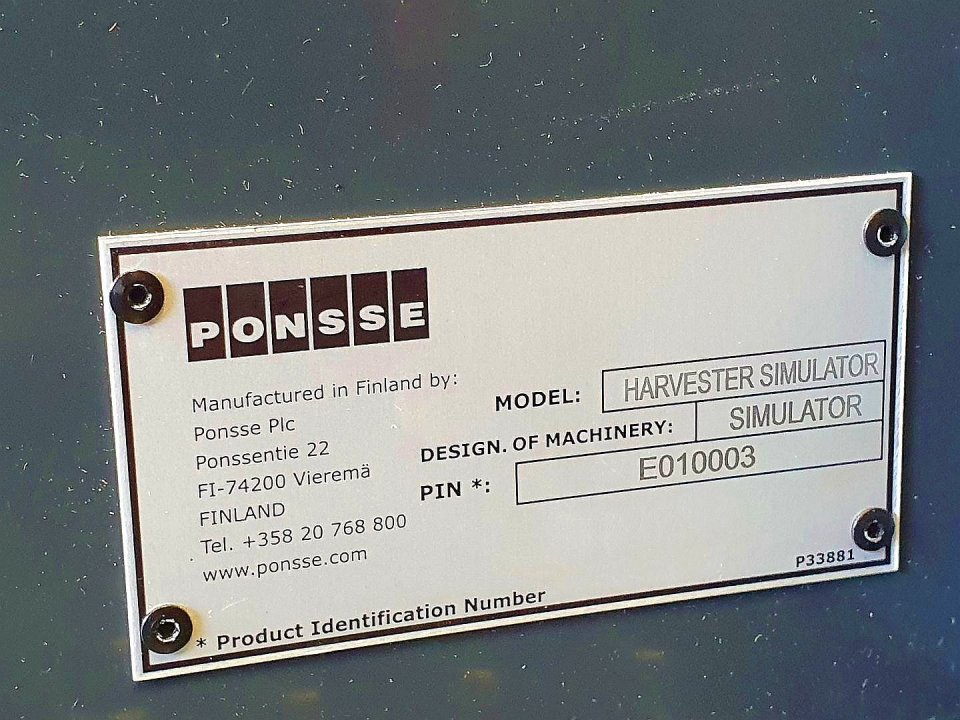 PONSSE
Manufactured in Finland by:
Ponsse Plc
Ponssentie 22
FI-74200 Vieremä
FINLAND
Tel. +358 20 768 800
www.ponsse.com
MODEL: HARVESTER SIMULATOR
DESIGN. OF MACHINERY: SIMULATOR
PIN *: E010003
P33881
* Product Identification Number